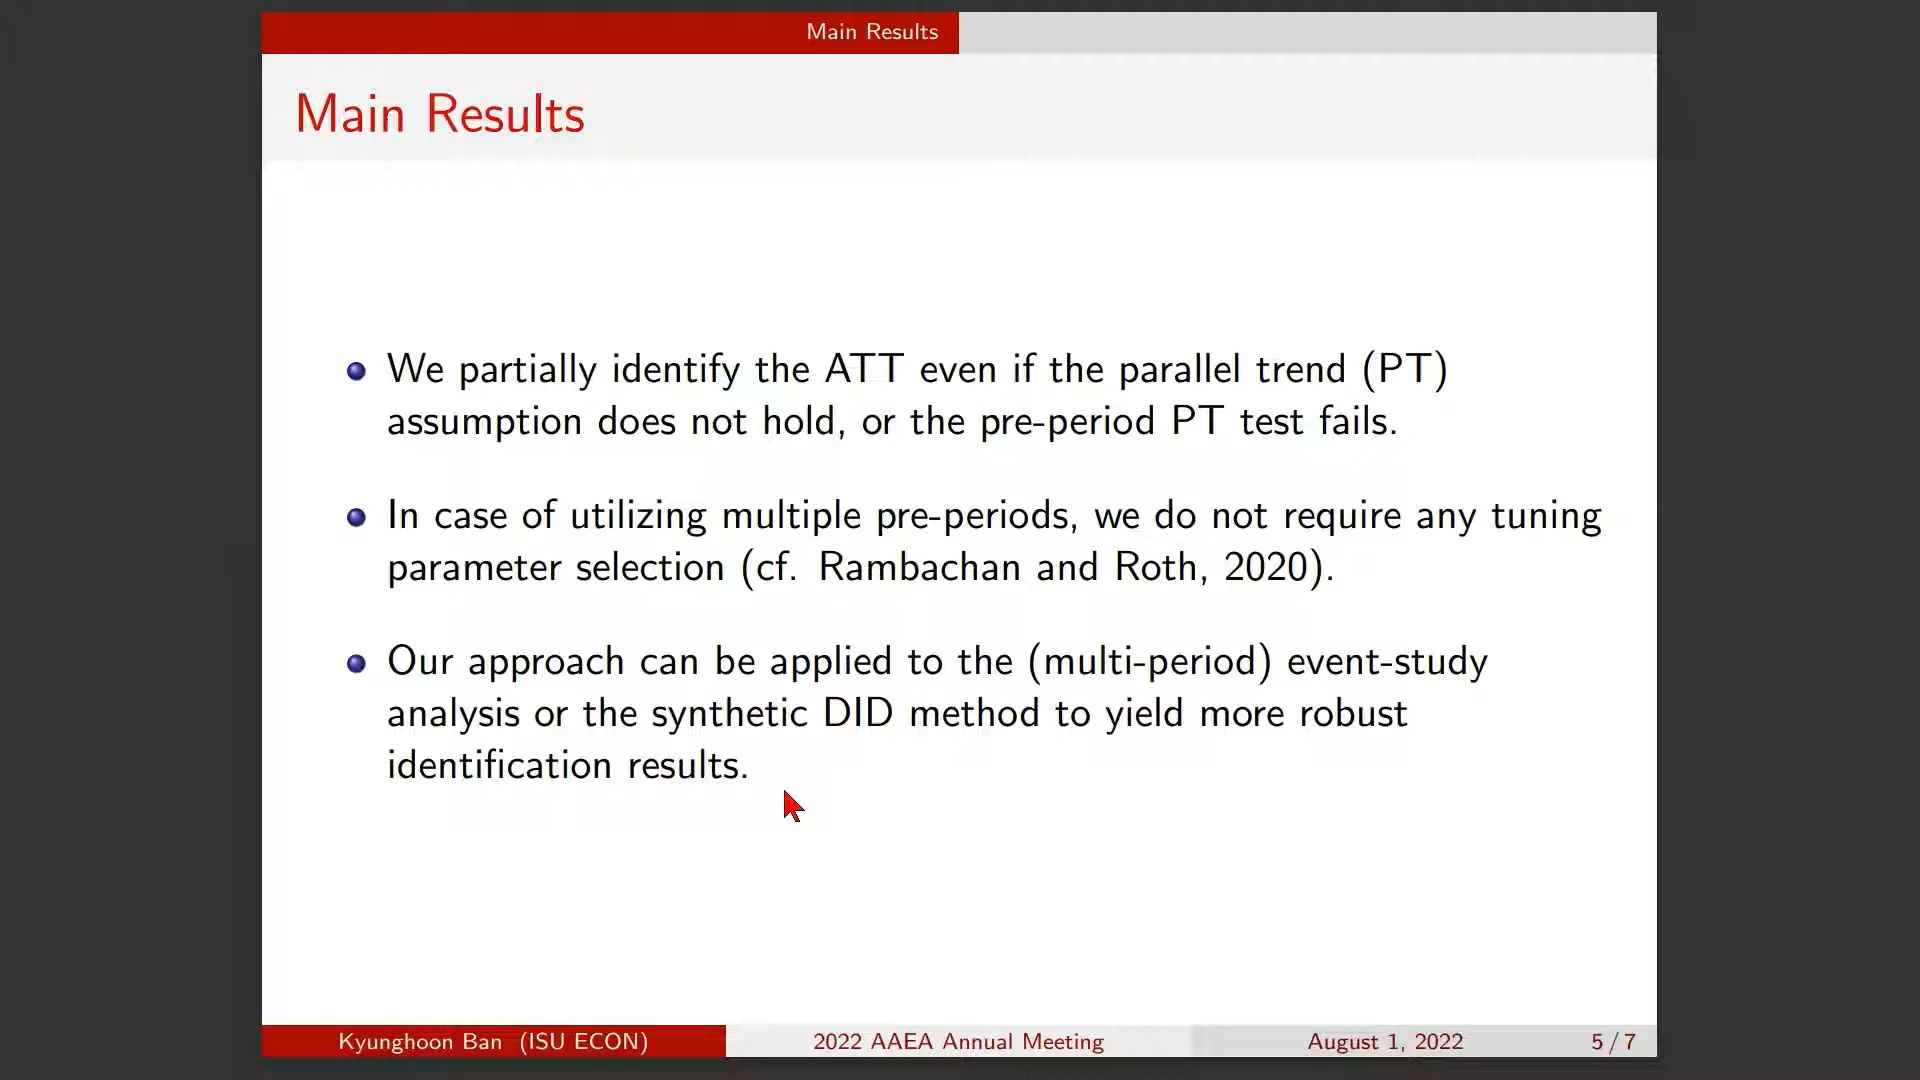 Main Results
Main Results
We partially identify the ATT even if the parallel trend (PT)
assumption does not hold, or the pre-period PT test fails.
In case of utilizing multiple pre-periods, we do not require any tuning
parameter selection (cf. Rambachan and Roth, 2020).
Our approach can be applied to the (multi-period) event-study
analysis or the synthetic DID method to yield more robust
identification results.
Kyunghoon Ban (ISU ECON) 2022 AAEA Annual Meeting August 1, 2022 5 / 7